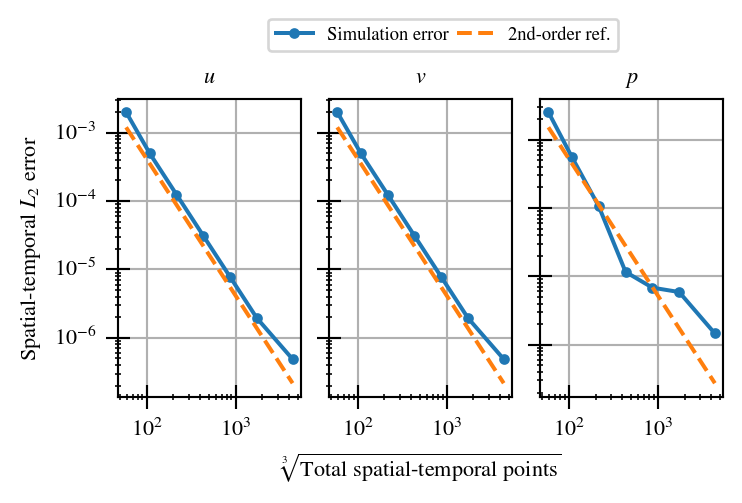 Simulation error 2nd-order ref.
u v p
Spatial-temporal L₂ error
10⁻³
10⁻⁴
10⁻⁵
10⁻⁶
10² 10³ 10² 10³ 10² 10³
∛Total spatial-temporal points